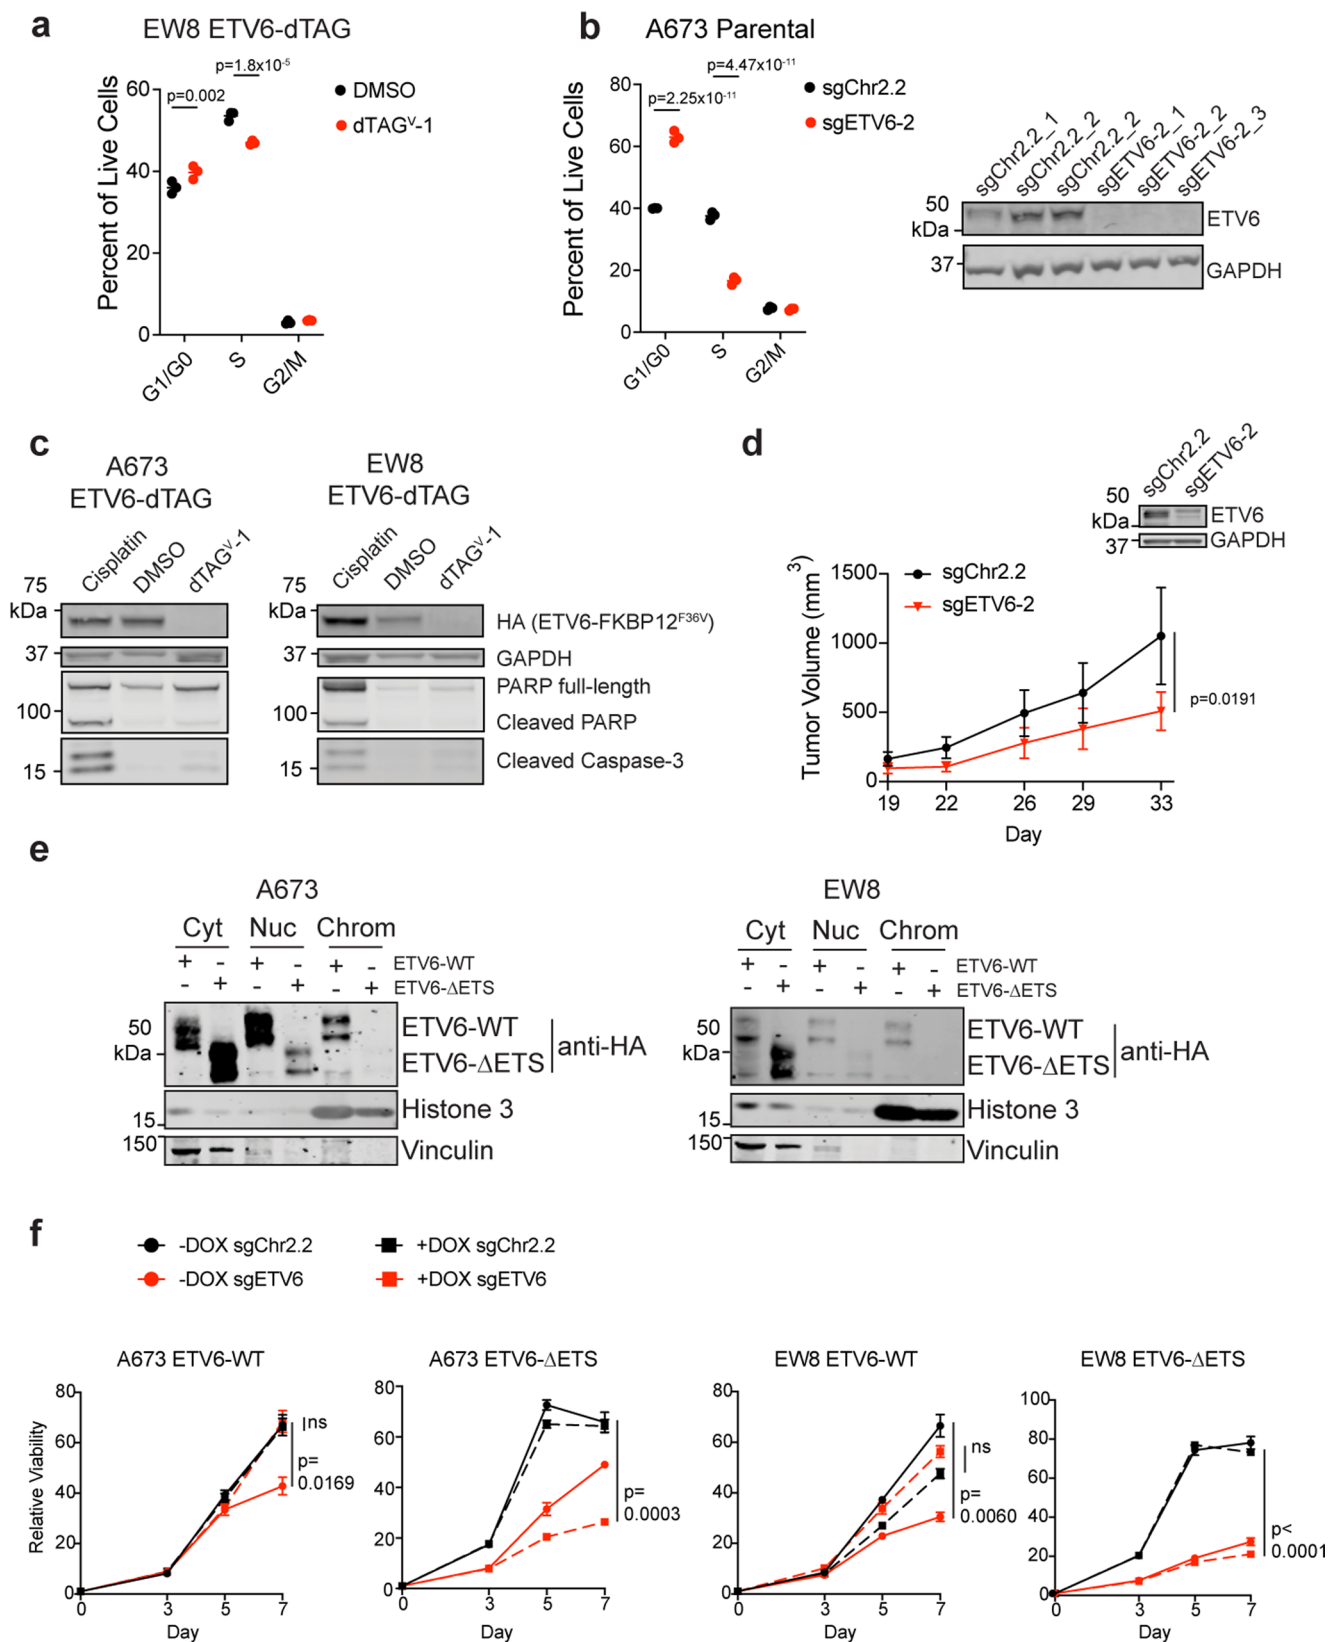 a
EW8 ETV6-dTAG
p=1.8x10⁻⁵
p=0.002
DMSO
dTAGⱽ-1
Percent of Live Cells
60
40
20
0
G1/G0
S
G2/M
b
A673 Parental
p=4.47x10⁻¹¹
p=2.25x10⁻¹¹
sgChr2.2
sgETV6-2
Percent of Live Cells
80
60
40
20
0
G1/G0
S
G2/M
sgChr2.2_1
sgChr2.2_2
sgChr2.2_2
sgETV6-2_1
sgETV6-2_2
sgETV6-2_3
50
kDa
ETV6
37
GAPDH
c
A673
ETV6-dTAG
Cisplatin
DMSO
dTAGⱽ-1
75
kDa
37
100
15
EW8
ETV6-dTAG
Cisplatin
DMSO
dTAGⱽ-1
75
kDa
37
100
15
HA (ETV6-FKBP12ᶠ³⁶ⱽ)
GAPDH
PARP full-length
Cleaved PARP
Cleaved Caspase-3
d
sgChr2.2
sgETV6-2
50
kDa
ETV6
37
GAPDH
sgChr2.2
sgETV6-2
Tumor Volume (mm³)
1500
1000
500
0
p=0.0191
19
22
26
29
33
Day
e
A673
Cyt Nuc Chrom
+ - + - + - ETV6-WT
- + - + - + ETV6-ΔETS
50
kDa
ETV6-WT
ETV6-ΔETS
anti-HA
15
Histone 3
150
Vinculin
EW8
Cyt Nuc Chrom
+ - + - + - ETV6-WT
- + - + - + ETV6-ΔETS
50
kDa
ETV6-WT
ETV6-ΔETS
anti-HA
15
Histone 3
150
Vinculin
f
-DOX sgChr2.2
+DOX sgChr2.2
-DOX sgETV6
+DOX sgETV6
A673 ETV6-WT
Relative Viability
80
60
40
20
0
ns
p=
0.0169
0
3
5
7
Day
A673 ETV6-ΔETS
80
60
40
20
0
p=
0.0003
0
3
5
7
Day
EW8 ETV6-WT
80
60
40
20
0
ns
p=
0.0060
0
3
5
7
Day
EW8 ETV6-ΔETS
100
80
60
40
20
0
p<
0.0001
0
3
5
7
Day